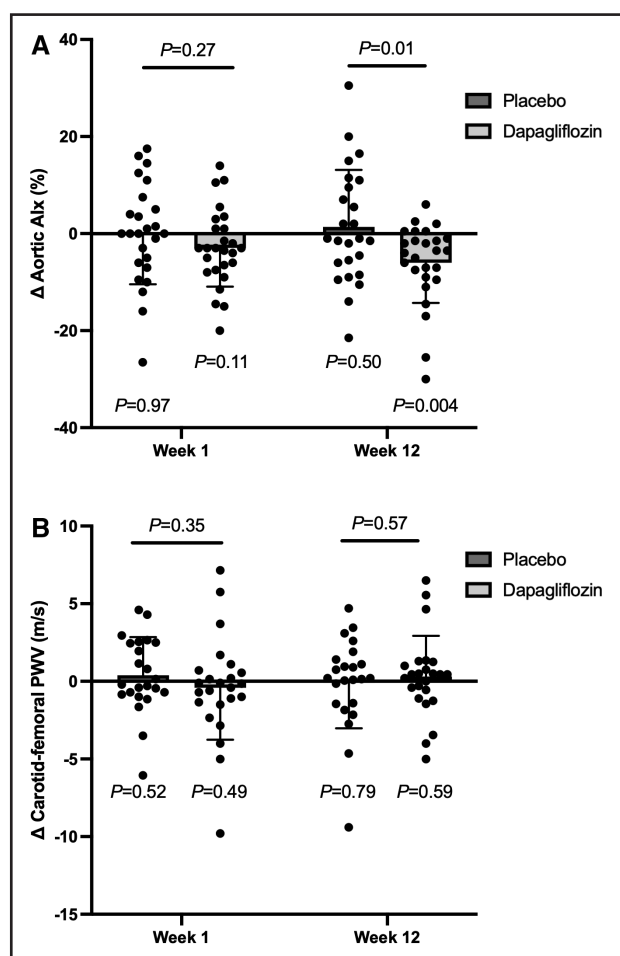 A
40
20
0
-20
-40
Δ Aortic AIx (%)
P=0.27
P=0.01
Placebo
Dapagliflozin
P=0.11
P=0.50
P=0.97
P=0.004
Week 1
Week 12
B
10
5
0
-5
-10
-15
Δ Carotid-femoral PWV (m/s)
P=0.35
P=0.57
Placebo
Dapagliflozin
P=0.52
P=0.49
P=0.79
P=0.59
Week 1
Week 12